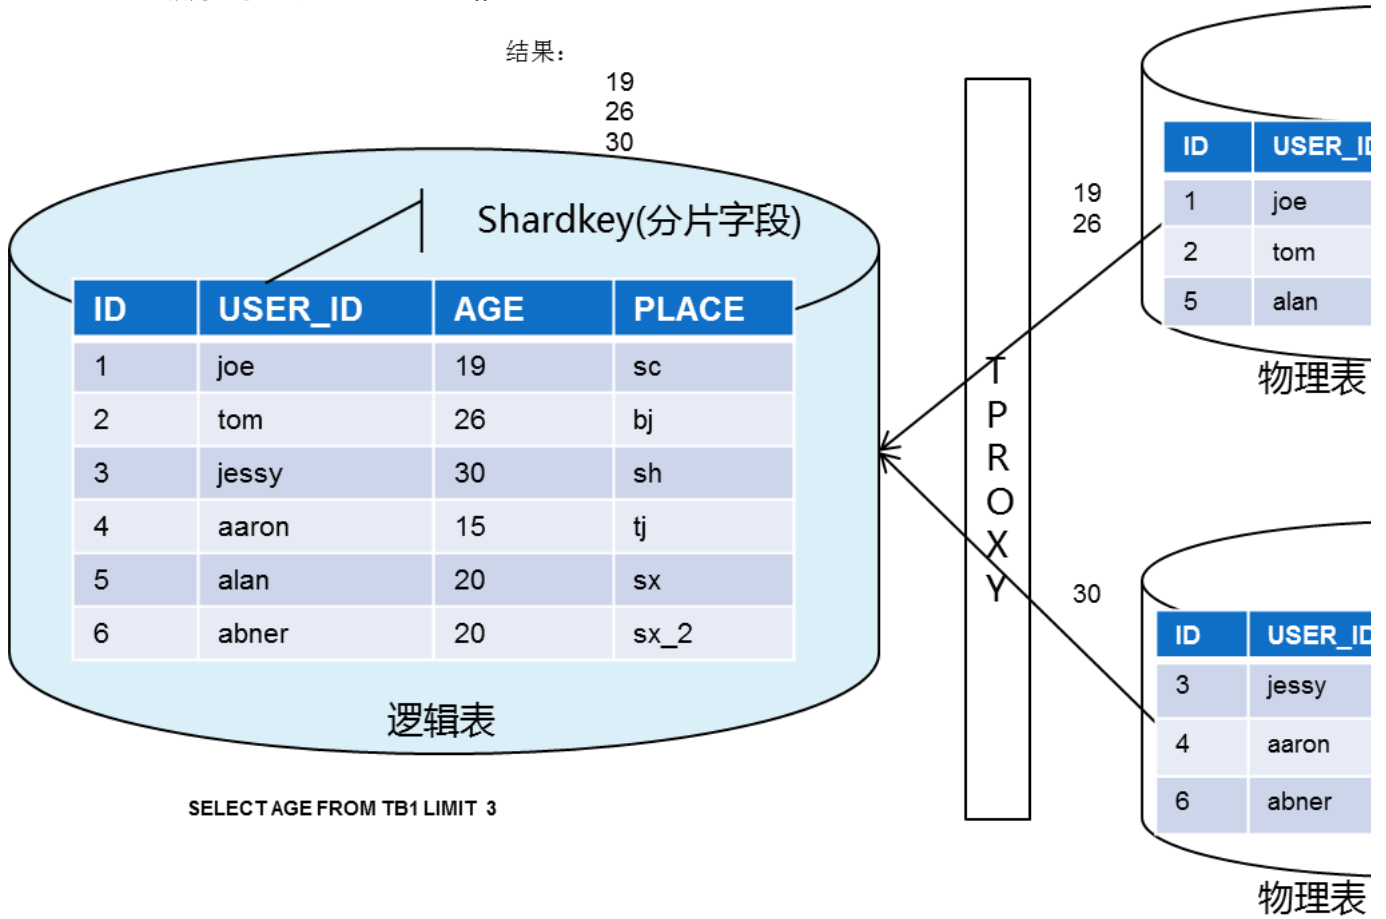 结果:
19
26
30
Shardkey(分片字段)
ID USER_ID AGE PLACE
1 joe 19 sc
2 tom 26 bj
3 jessy 30 sh
4 aaron 15 tj
5 alan 20 sx
6 abner 20 sx_2
逻辑表
SELECT AGE FROM TB1 LIMIT 3
TPROXY
19
26
30
ID USER_ID
1 joe
2 tom
5 alan
物理表
ID USER_ID
3 jessy
4 aaron
6 abner
物理表